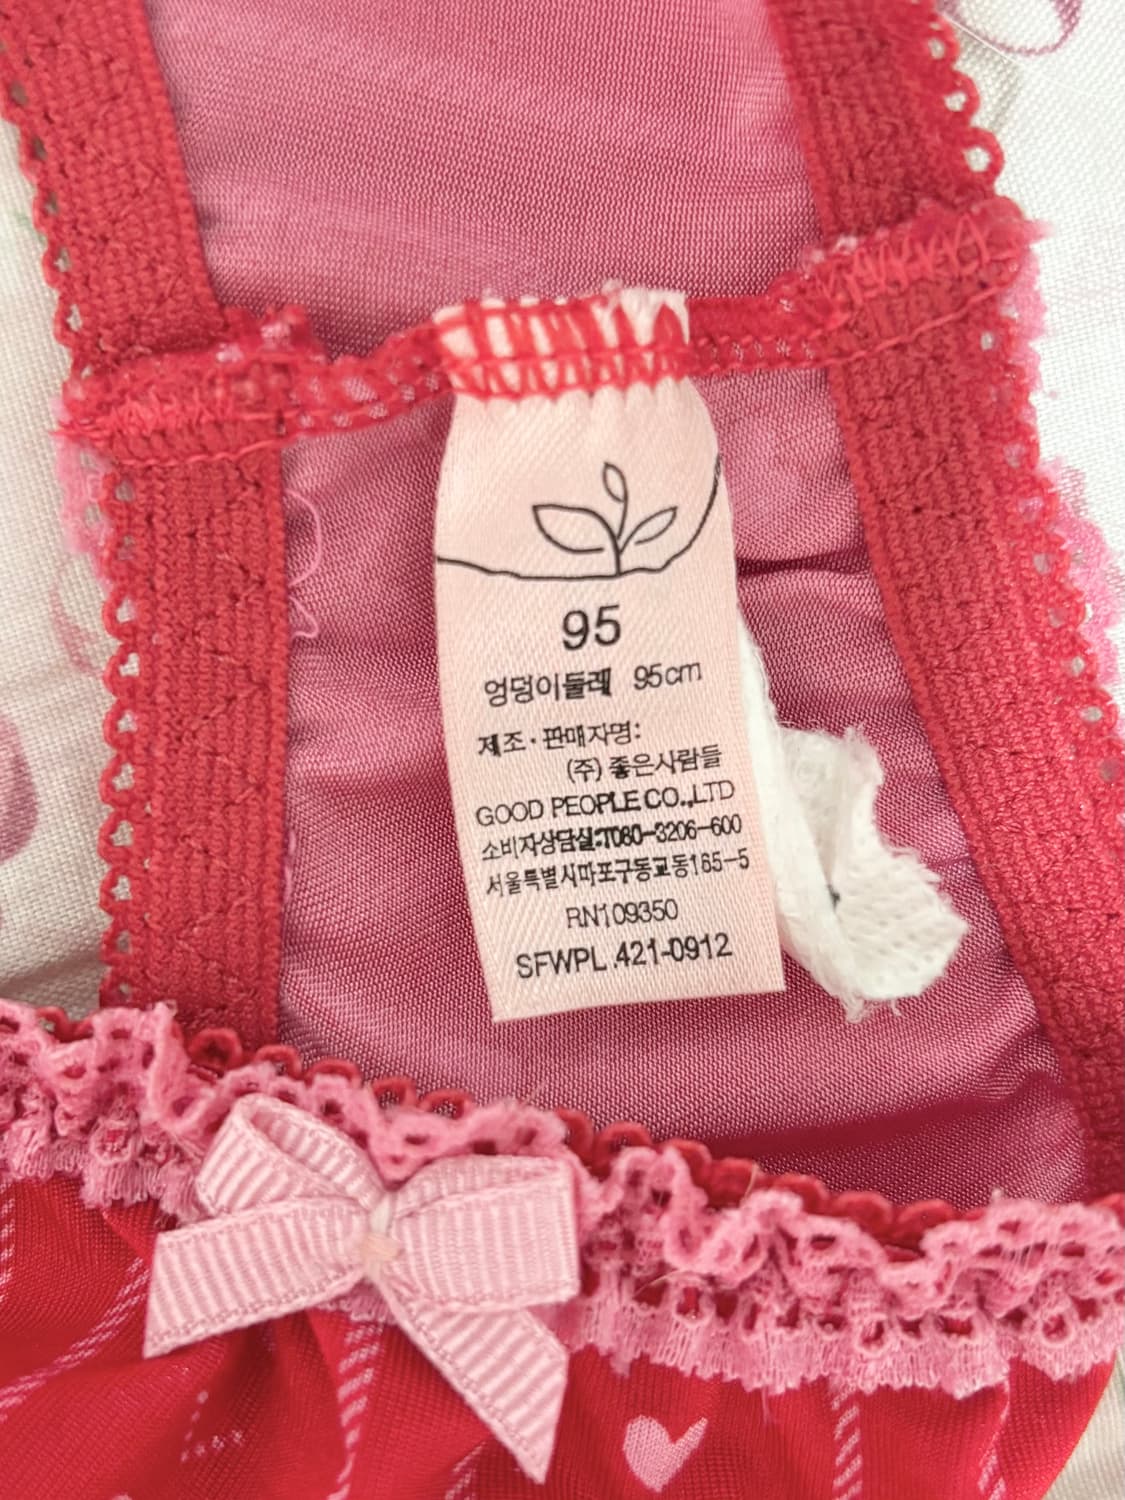 95
엉덩이둘레 95cm
제조·판매자명:
(주) 좋은사람들
GOOD PEOPLE CO.,LTD
소비자상담실:T080-3206-600
서울특별시마포구동교동165-5
RN109350
SFWPL.421-0912